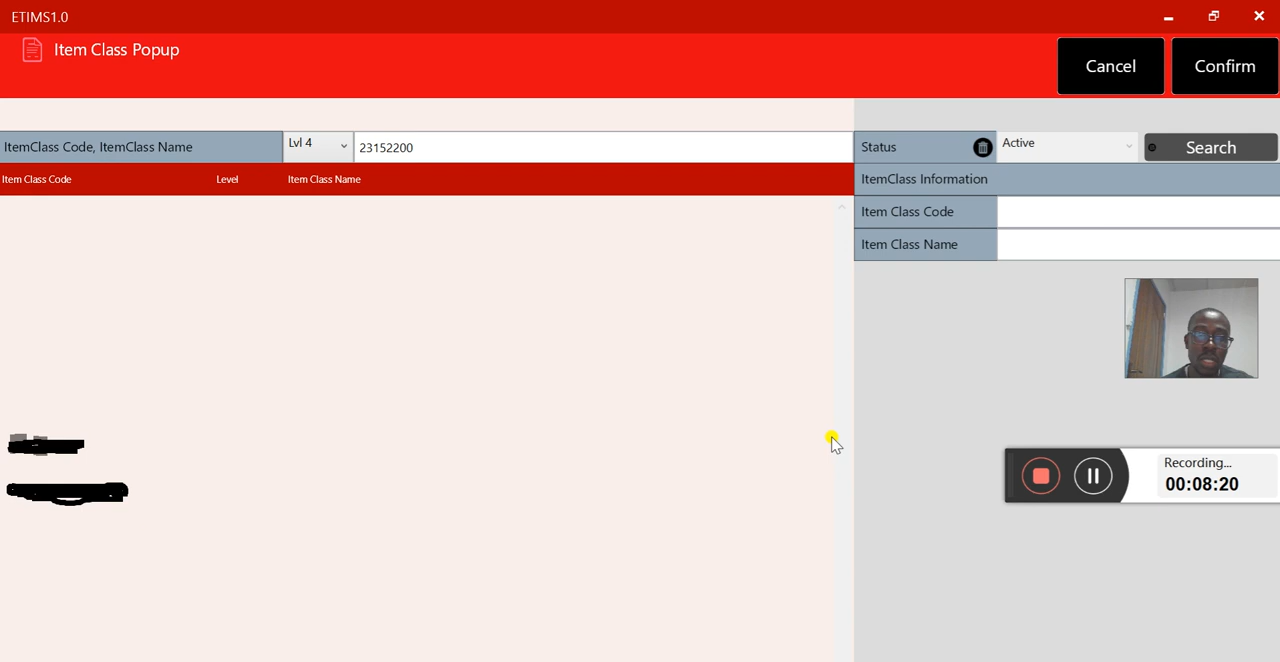 ETIMS1.0
Item Class Popup
Cancel
Confirm
ItemClass Code, ItemClass Name
Lvl 4
23152200
Status
Active
Search
Item Class Code
Level
Item Class Name
ItemClass Information
Item Class Code
Item Class Name
Recording...
00:08:20